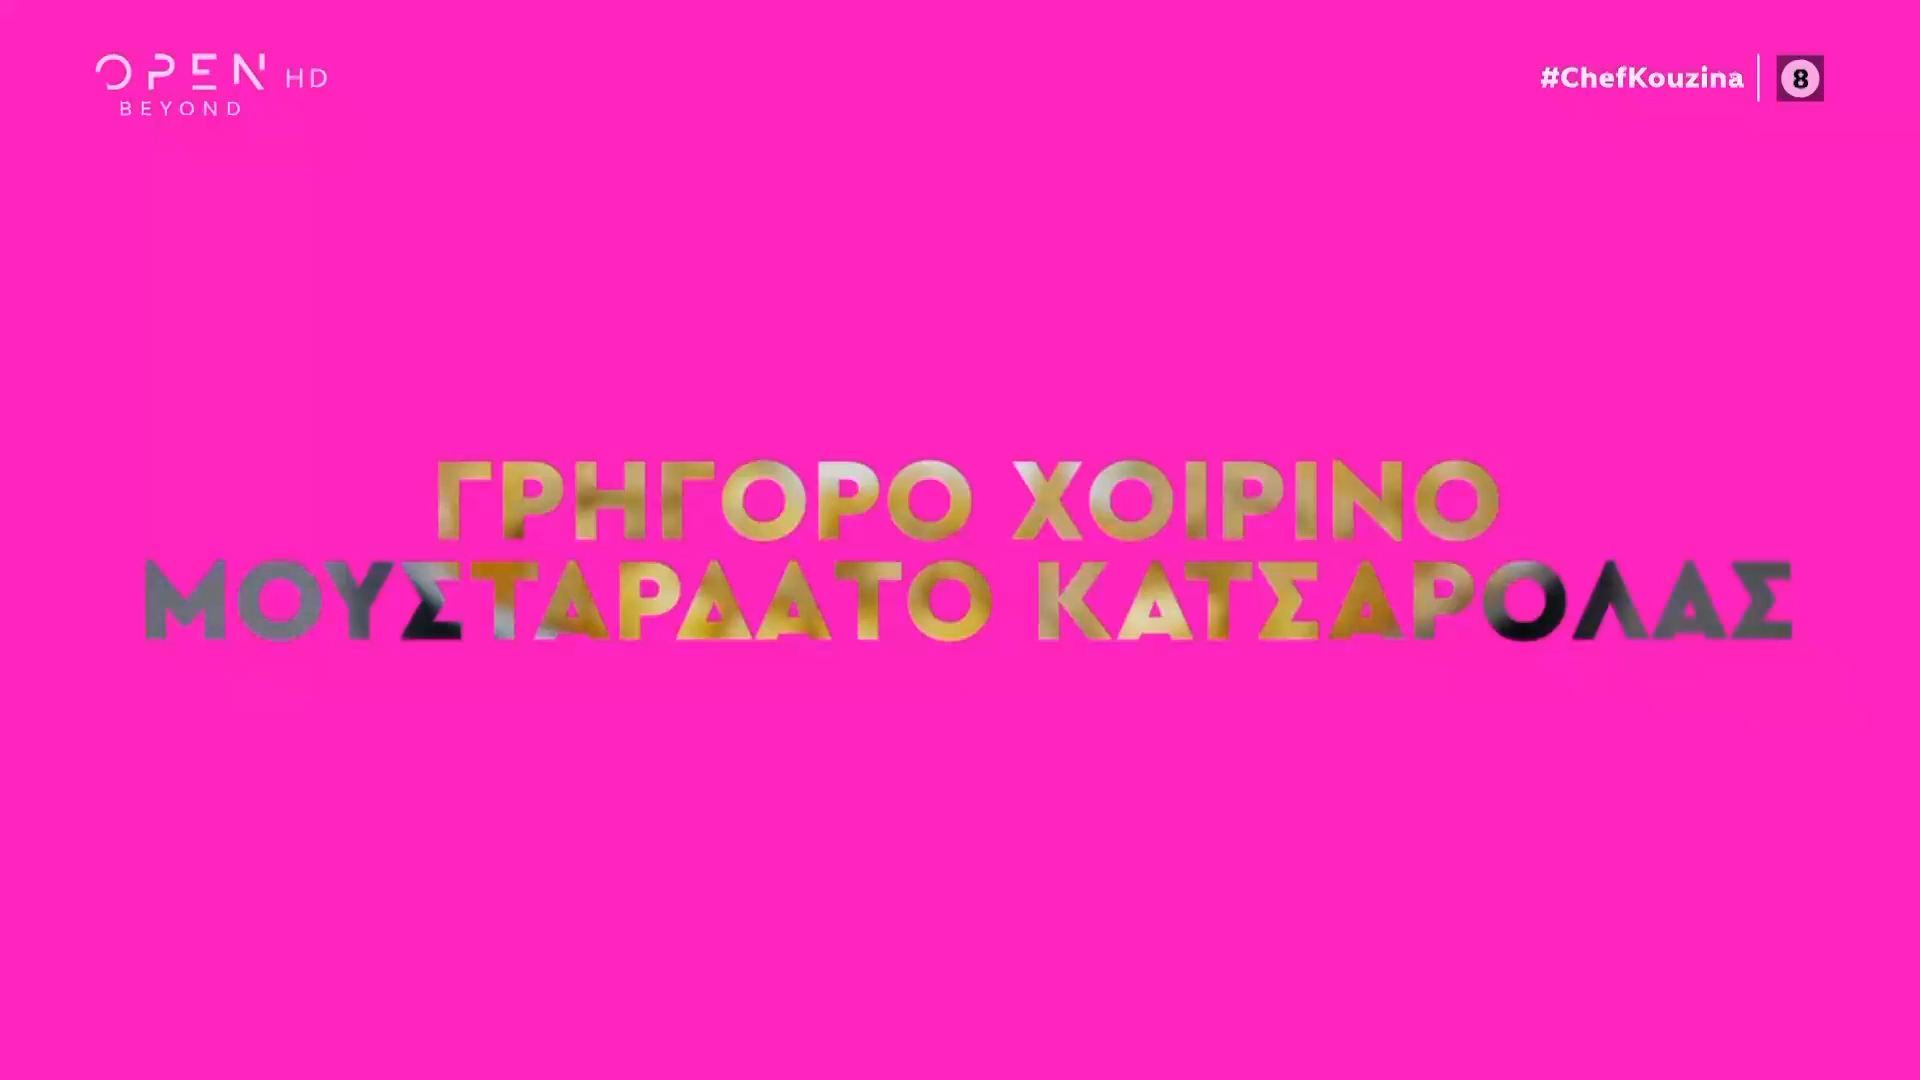 OPEN HD
BEYOND
#ChefKouzina
8
ΓΡΗΓΟΡΟ ΧΟΙΡΙΝΟ
ΜΟΥΣΤΑΡΔΑΤΟ ΚΑΤΣΑΡΟΛΑΣ